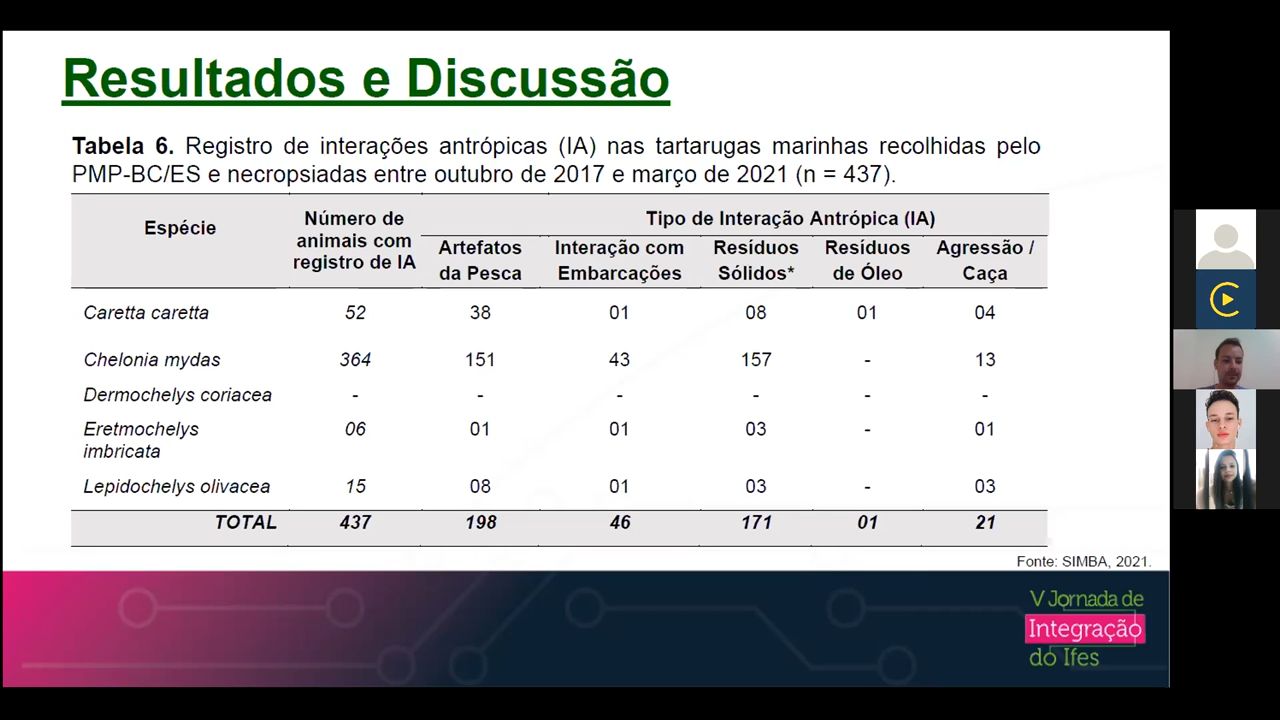 Resultados e Discussão
Tabela 6. Registro de interações antrópicas (IA) nas tartarugas marinhas recolhidas pelo
PMP-BC/ES e necropsiadas entre outubro de 2017 e março de 2021 (n = 437).
Espécie Número de animais com registro de IA Tipo de Interação Antrópica (IA)
Artefatos da Pesca Interação com Embarcações Resíduos Sólidos* Resíduos de Óleo Agressão / Caça
Caretta caretta 52 38 01 08 01 04
Chelonia mydas 364 151 43 157 - 13
Dermochelys coriacea - - - - - -
Eretmochelys imbricata 06 01 01 03 - 01
Lepidochelys olivacea 15 08 01 03 - 03
TOTAL 437 198 46 171 01 21
Fonte: SIMBA, 2021.
V Jornada de
Integração
do Ifes